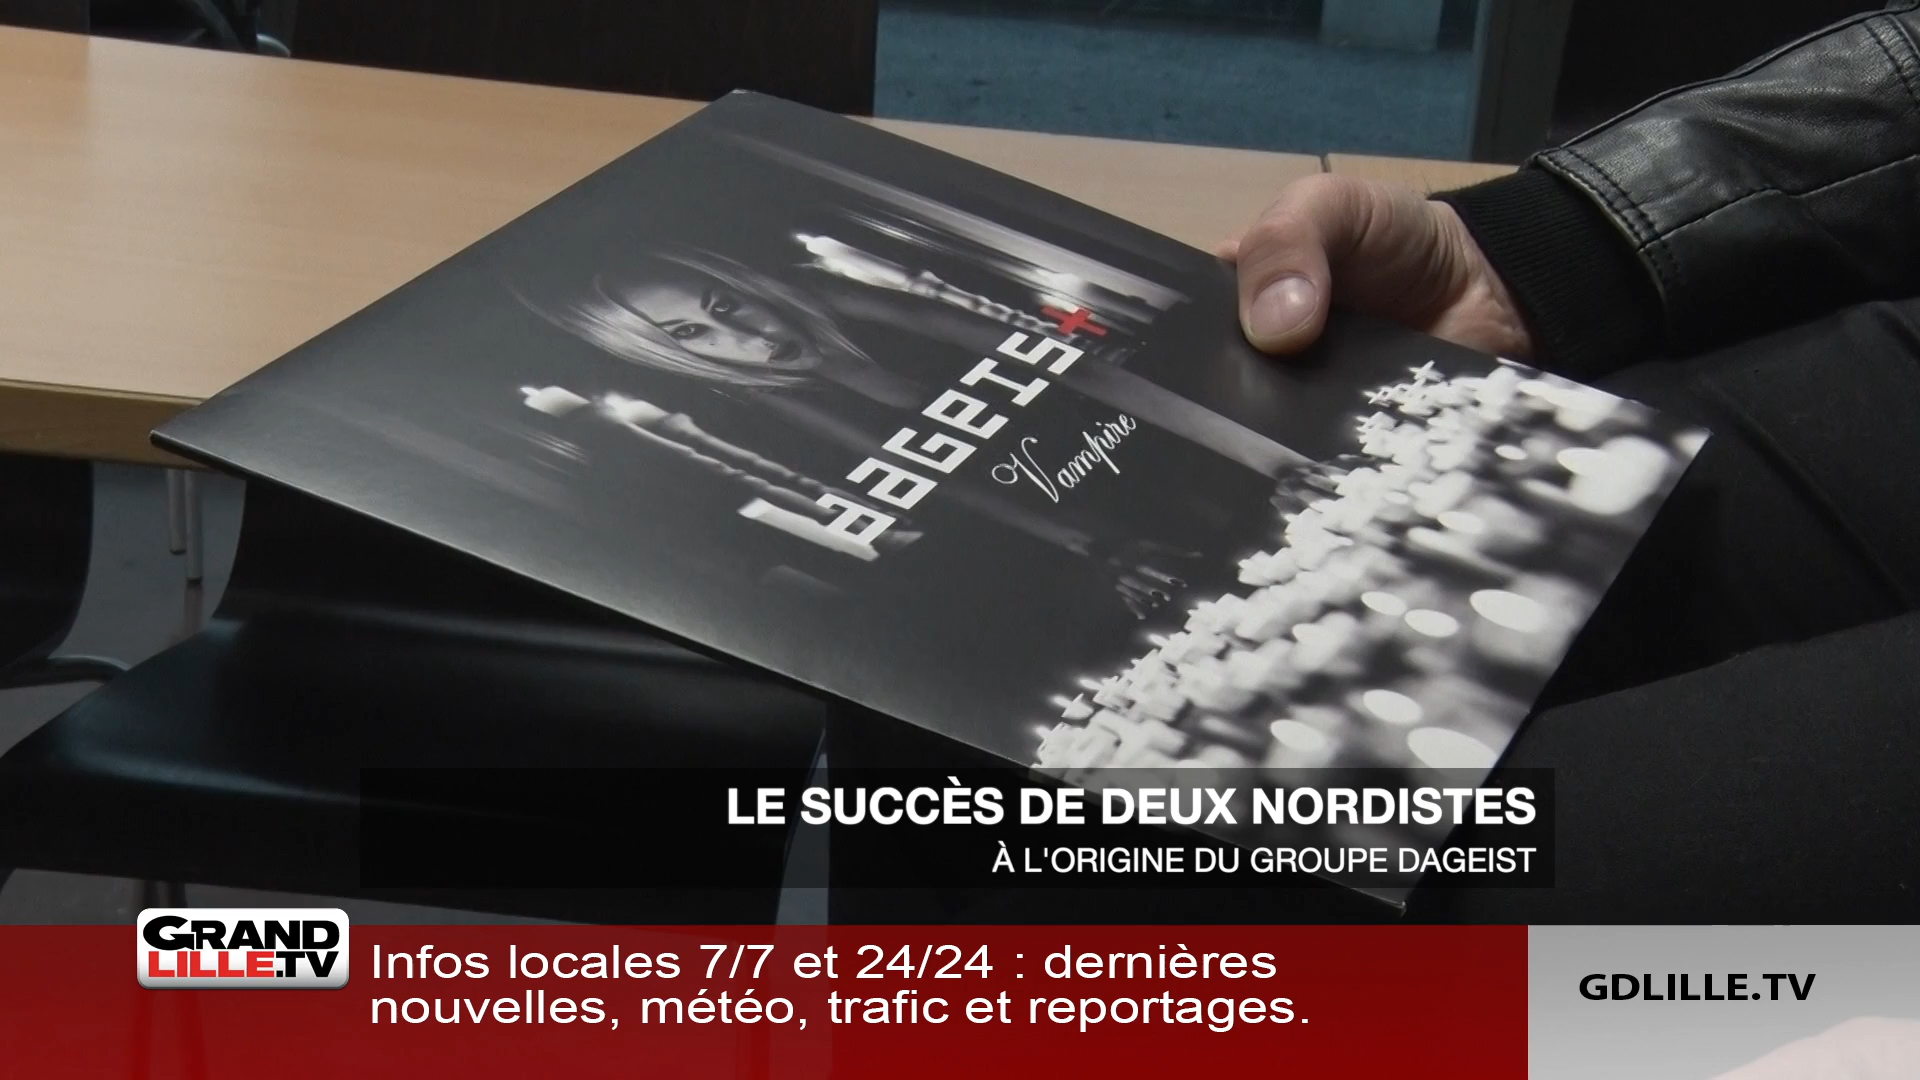 DAGEIS+
Vampire
LE SUCCÈS DE DEUX NORDISTES
À L'ORIGINE DU GROUPE DAGEIST
GRAND
LILLE.TV
Infos locales 7/7 et 24/24 : dernières
nouvelles, météo, trafic et reportages.
GDLILLE.TV